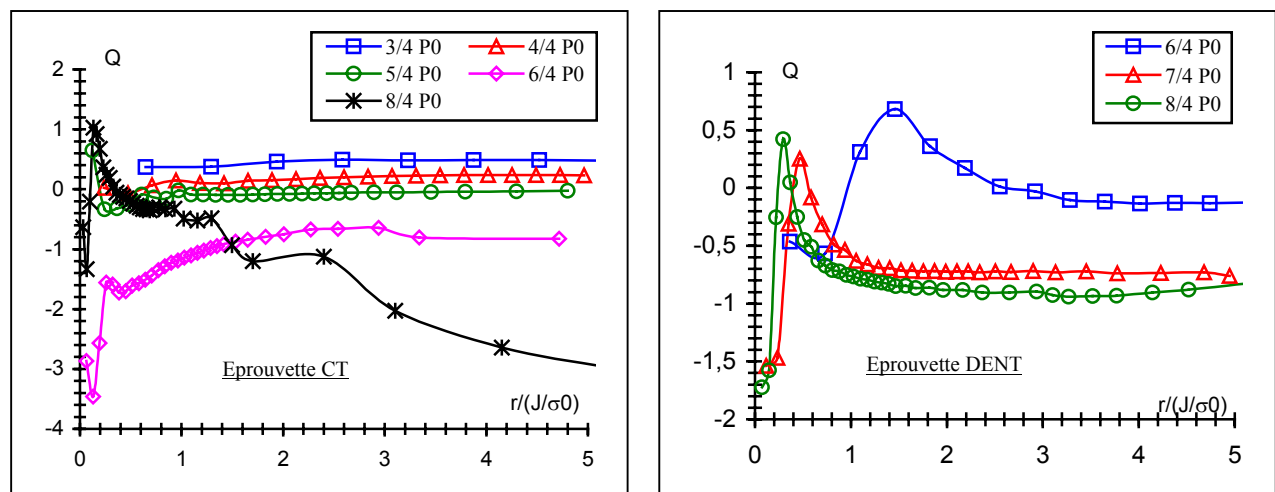 3/4 P0 4/4 P0
5/4 P0 6/4 P0
8/4 P0
Q
2
1
0
-1
-2
-3
-4
0 1 2 3 4 5
Eprouvette CT
r/(J/σ0)
6/4 P0
7/4 P0
8/4 P0
Q
1
0,5
0
-0,5
-1
-1,5
-2
0 1 2 3 4 5
Eprouvette DENT
r/(J/σ0)